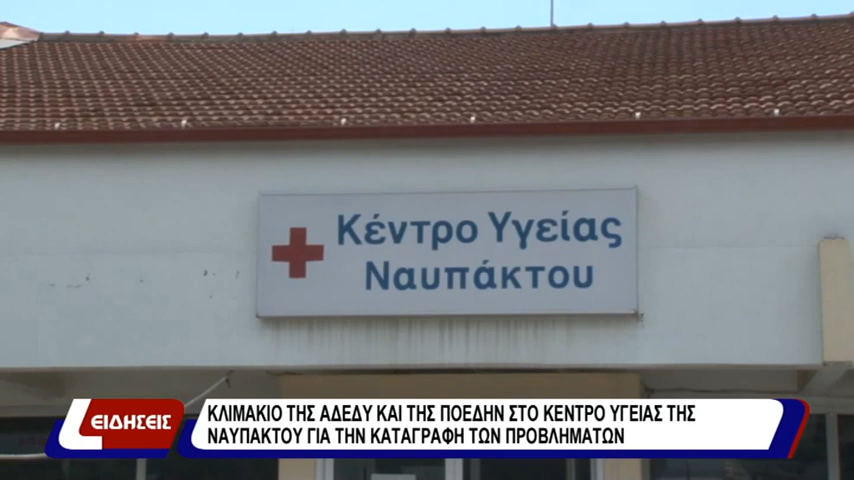 Κέντρο Υγείας
Ναυπάκτου
ΕΙΔΗΣΕΙΣ
ΚΛΙΜΑΚΙΟ ΤΗΣ ΑΔΕΔΥ ΚΑΙ ΤΗΣ ΠΟΕΔΗΝ ΣΤΟ ΚΕΝΤΡΟ ΥΓΕΙΑΣ ΤΗΣ
ΝΑΥΠΑΚΤΟΥ ΓΙΑ ΤΗΝ ΚΑΤΑΓΡΑΦΗ ΤΩΝ ΠΡΟΒΛΗΜΑΤΩΝ